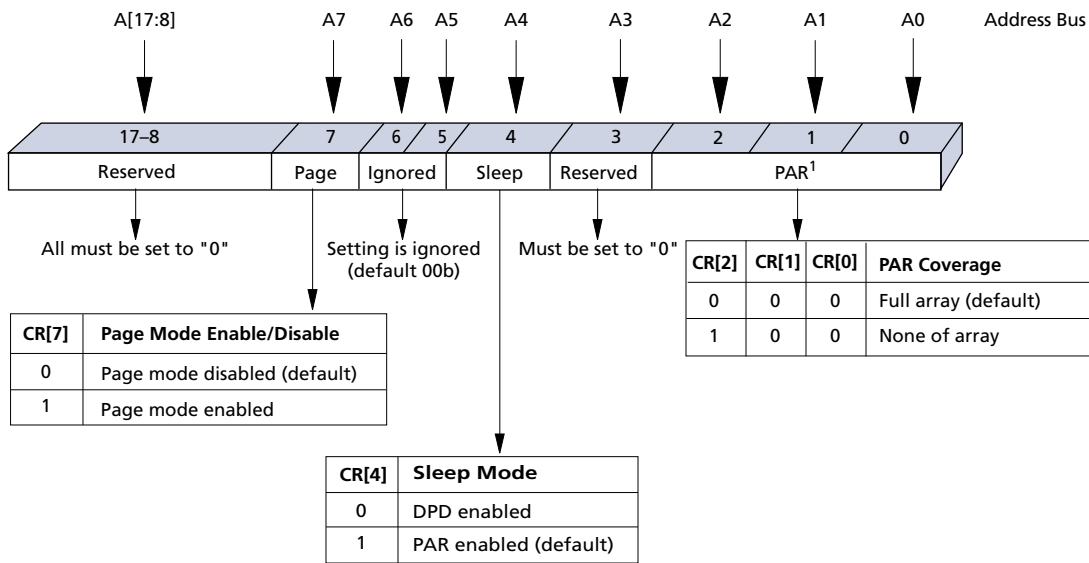 A[17:8] A7 A6 A5 A4 A3 A2 A1 A0 Address Bus
17–8 7 6 5 4 3 2 1 0
Reserved Page Ignored Sleep Reserved PAR1
All must be set to "0"
Setting is ignored
(default 00b)
Must be set to "0"
CR[2] CR[1] CR[0] PAR Coverage
0 0 0 Full array (default)
1 0 0 None of array
CR[7] Page Mode Enable/Disable
0 Page mode disabled (default)
1 Page mode enabled
CR[4] Sleep Mode
0 DPD enabled
1 PAR enabled (default)